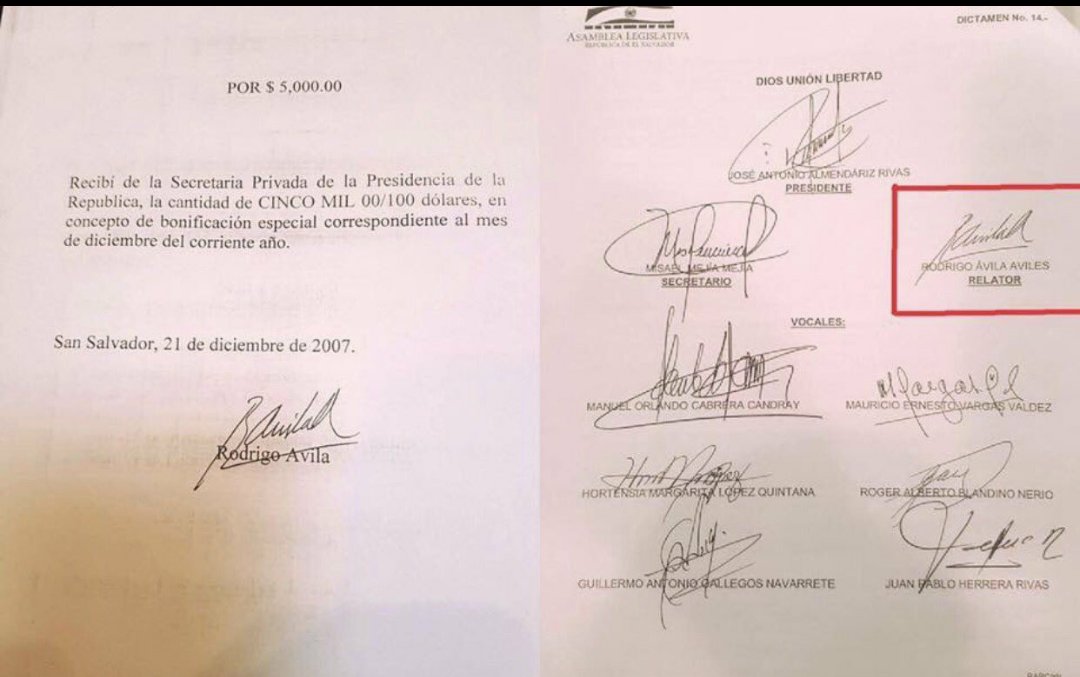 POR $ 5,000.00
Recibí de la Secretaria Privada de la Presidencia de la
Republica, la cantidad de CINCO MIL 00/100 dólares, en
concepto de bonificación especial correspondiente al mes
de diciembre del corriente año.
San Salvador, 21 de diciembre de 2007.
Rodrigo Avila
ASAMBLEA LEGISLATIVA
REPÚBLICA DE EL SALVADOR
DICTAMEN No. 14.-
DIOS UNIÓN LIBERTAD
JOSÉ ANTONIO ALMENDÁRIZ RIVAS
PRESIDENTE
MISAEL MEJÍA MEJÍA
SECRETARIO
RODRIGO ÁVILA AVILES
RELATOR
VOCALES:
MANUEL ORLANDO CABRERA CANDRAY
MAURICIO ERNESTO VARGAS VALDEZ
HORTENSIA MARGARITA LÓPEZ QUINTANA
ROGER ALBERTO BLANDINO NERIO
GUILLERMO ANTONIO GALLEGOS NAVARRETE
JUAN PABLO HERRERA RIVAS